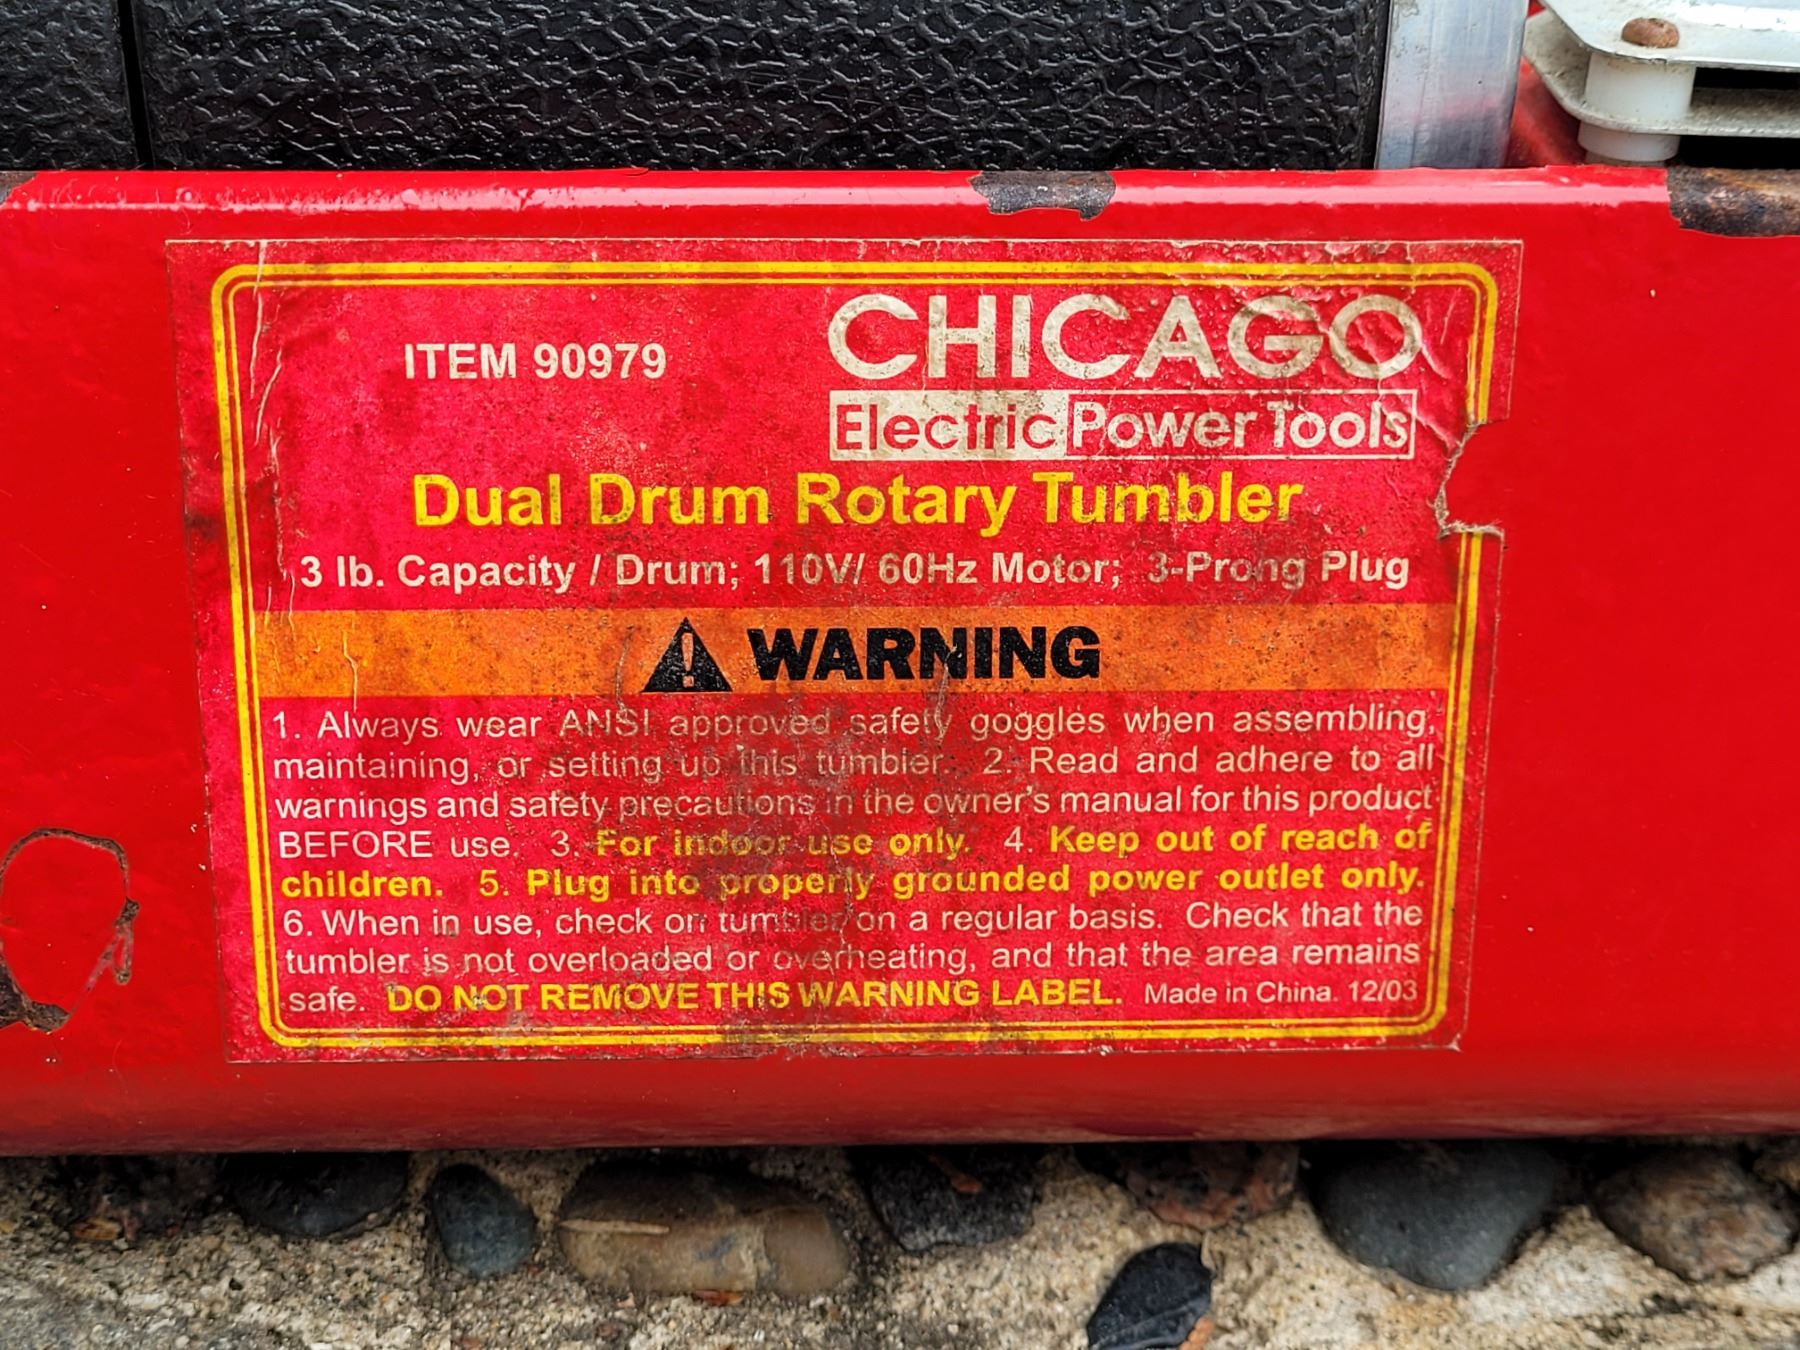 ITEM 90979
CHICAGO
Electric Power Tools
Dual Drum Rotary Tumbler
3 lb. Capacity / Drum; 110V/ 60Hz Motor; 3-Prong Plug
WARNING
1. Always wear ANSI approved safety goggles when assembling,
maintaining, or setting up this tumbler. 2. Read and adhere to all
warnings and safety precautions in the owner's manual for this product
BEFORE use. 3. For indoor use only. 4. Keep out of reach of
children. 5. Plug into properly grounded power outlet only.
6. When in use, check on tumbler on a regular basis. Check that the
tumbler is not overloaded or overheating, and that the area remains
safe. DO NOT REMOVE THIS WARNING LABEL. Made in China. 12/03